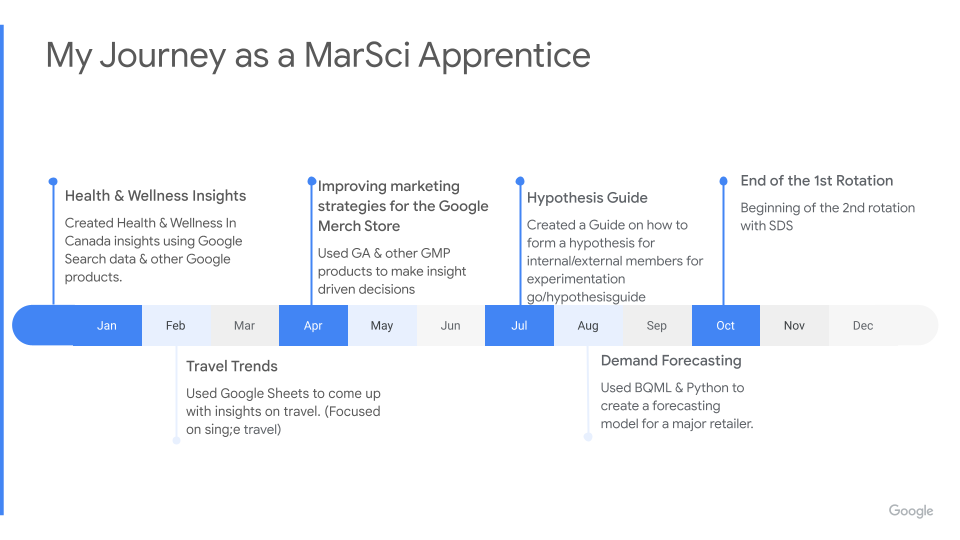 My Journey as a MarSci Apprentice
Health & Wellness Insights
Created Health & Wellness In
Canada insights using Google
Search data & other Google
products.
Improving marketing
strategies for the Google
Merch Store
Used GA & other GMP
products to make insight
driven decisions
Hypothesis Guide
Created a Guide on how to
form a hypothesis for
internal/external members for
experimentation
go/hypothesisguide
End of the 1st Rotation
Beginning of the 2nd rotation
with SDS
Jan Feb Mar Apr May Jun Jul Aug Sep Oct Nov Dec
Travel Trends
Used Google Sheets to come up
with insights on travel. (Focused
on sing;e travel)
Demand Forecasting
Used BQML & Python to
create a forecasting
model for a major retailer.
Google